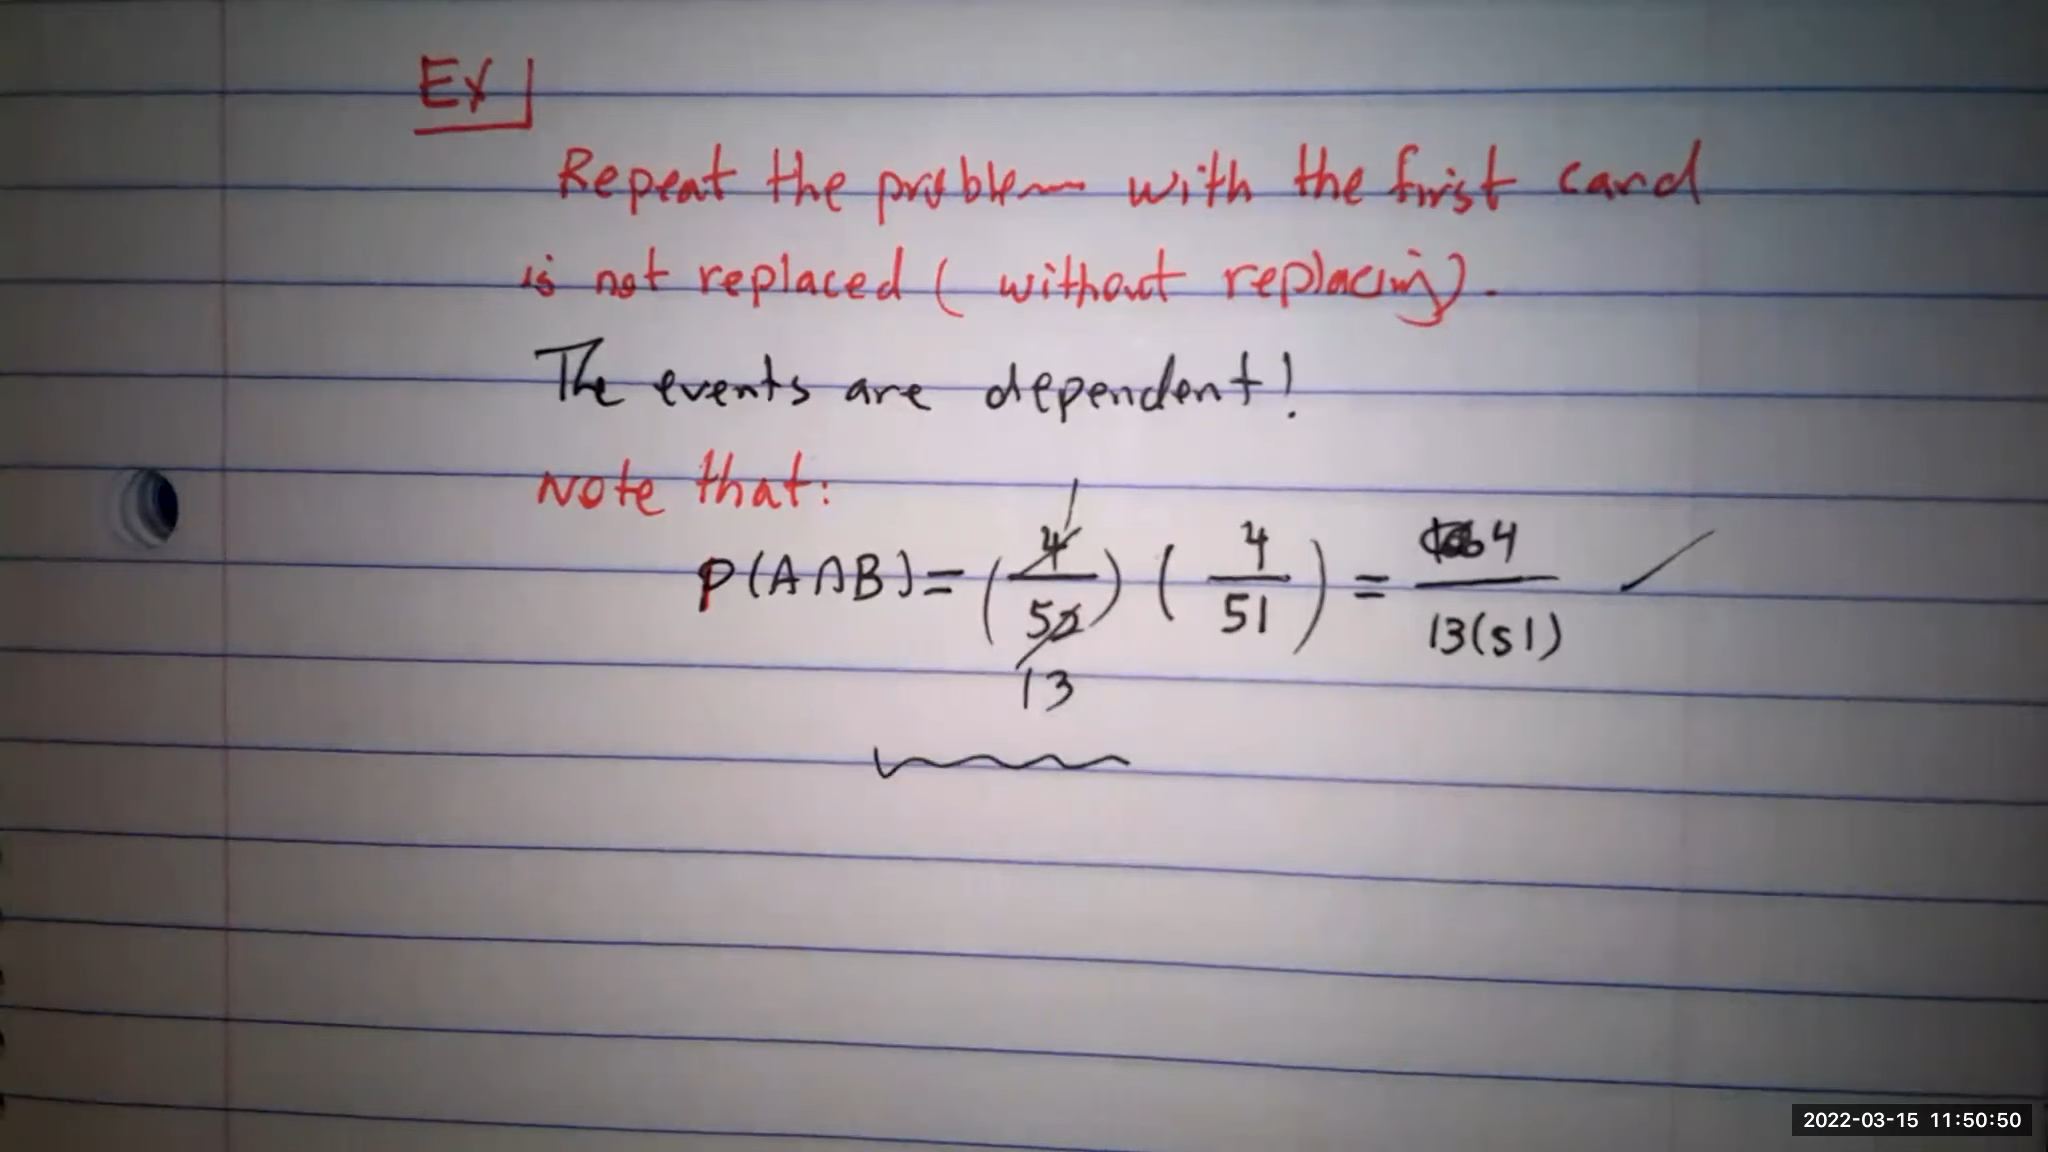 Ex
Repeat the problem with the first card
is not replaced ( without replacing).
The events are dependent!
Note that:
P(A∩B) = (4/52) (4/51) = 4/13(51)
13
2022-03-15 11:50:50